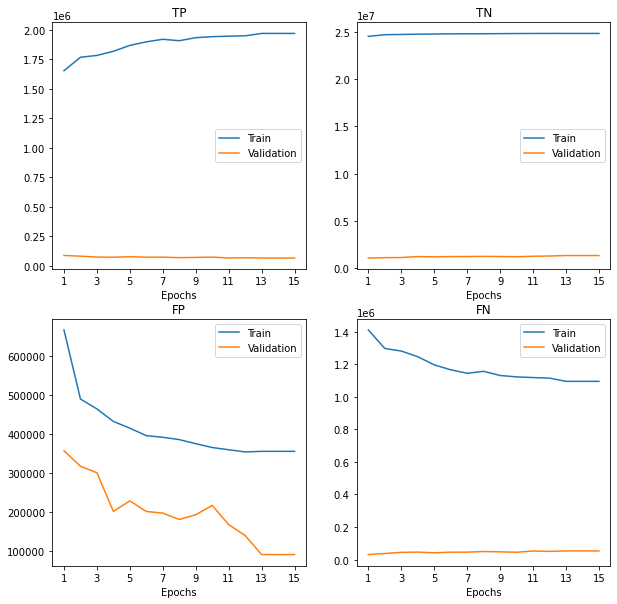 TP
1e6
2.00
1.75
1.50
1.25
1.00
0.75
0.50
0.25
0.00
Train
Validation
1 3 5 7 9 11 13 15
Epochs
TN
1e7
2.5
2.0
1.5
1.0
0.5
0.0
Train
Validation
1 3 5 7 9 11 13 15
Epochs
FP
600000
500000
400000
300000
200000
100000
Train
Validation
1 3 5 7 9 11 13 15
Epochs
FN
1e6
1.4
1.2
1.0
0.8
0.6
0.4
0.2
0.0
Train
Validation
1 3 5 7 9 11 13 15
Epochs